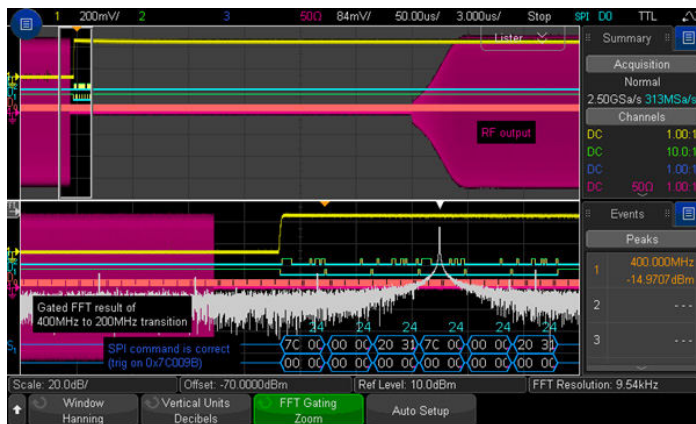 1 200mV/ 2 3 50Ω 84mV/ 50.00us/ 3.000us/ Stop SPI D0 TTL
Lister
Summary
Acquisition
Normal
2.50GSa/s 313MSa/s
Channels
DC 1.00:1
DC 10.0:1
DC 1.00:1
DC 50Ω 1.00:1
RF output
Events
Peaks
1 400.000MHz
-14.9707dBm
2 ---
3 ---
Gated FFT result of
400MHz to 200MHz transition
SPI command is correct
(trig on 0x7C009B)
24 24 24 24
S1
7C 00 00 00 20 31 7C 00 00 00 20 31
00 00 00 00 00 00 00 00 00 00 00 00
Scale: 20.0dB/ Offset: -70.0000dBm Ref Level: 10.0dBm FFT Resolution: 9.54kHz
Window
Hanning
Vertical Units
Decibels
FFT Gating
Zoom
Auto Setup